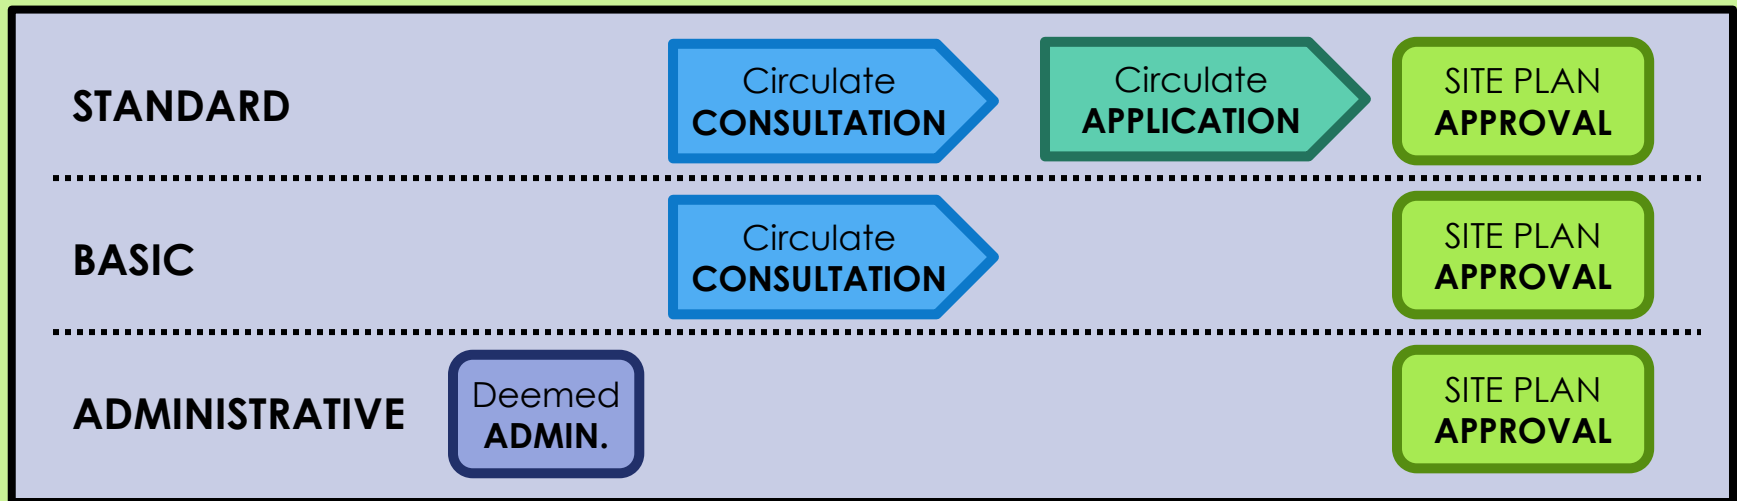 STANDARD
Circulate
CONSULTATION
Circulate
APPLICATION
SITE PLAN
APPROVAL
BASIC
Circulate
CONSULTATION
SITE PLAN
APPROVAL
ADMINISTRATIVE
Deemed
ADMIN.
SITE PLAN
APPROVAL